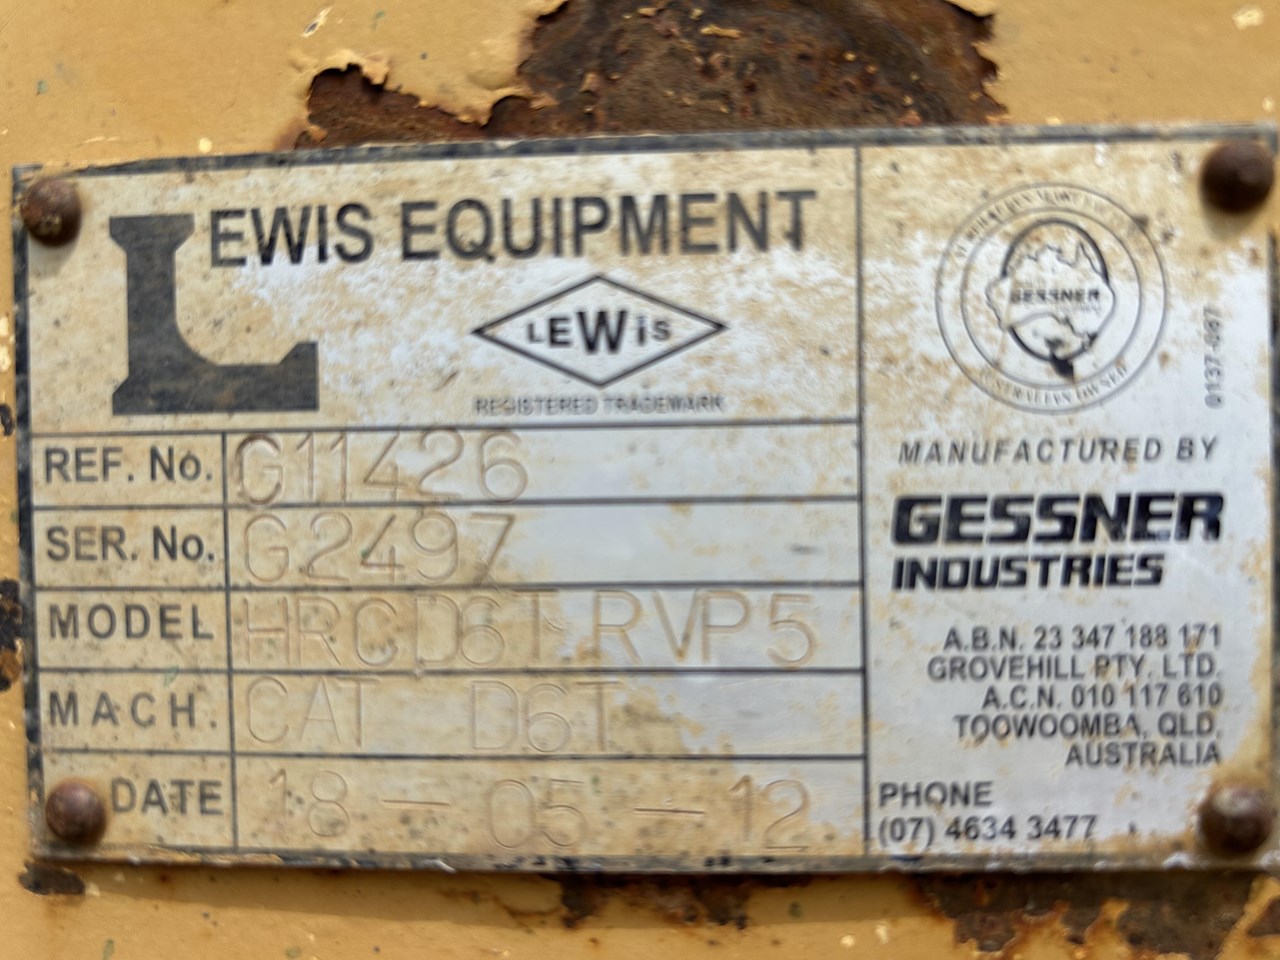 LEWIS EQUIPMENT
LEWIS
REGISTERED TRADEMARK
REF. No. G11426
SER. No. G2497
MODEL HRCD6T RVP5
MACH. CAT D6T
DATE 18 - 05 - 12
GESSNER
AUSTRALIAN OWNED
0137-087
MANUFACTURED BY
GESSNER
INDUSTRIES
A.B.N. 23 347 188 171
GROVEHILL PTY. LTD.
A.C.N. 010 117 610
TOOWOOMBA, QLD.
AUSTRALIA
PHONE
(07) 4634 3477